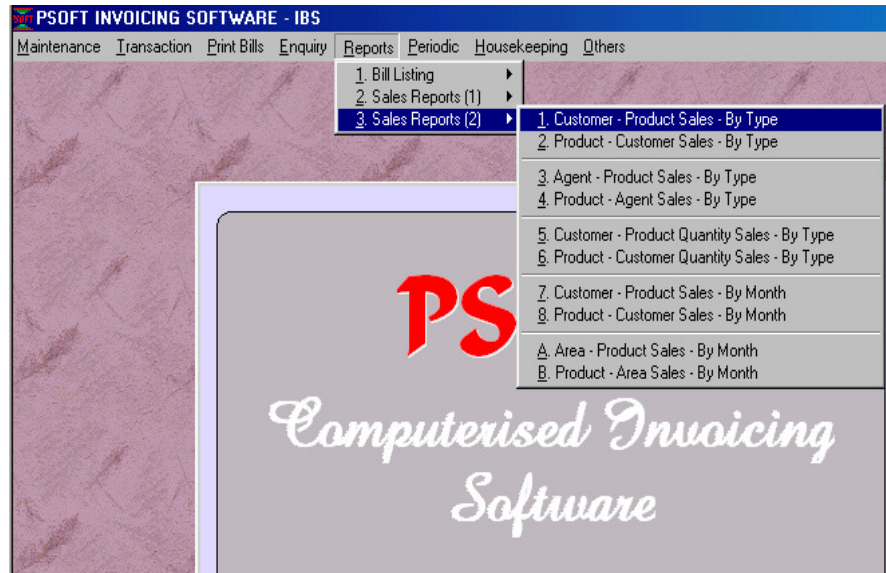 PSOFT INVOICING SOFTWARE - IBS
Maintenance Transaction Print Bills Enquiry Reports Periodic Housekeeping Others
1. Bill Listing
2. Sales Reports (1)
3. Sales Reports (2)
1. Customer - Product Sales - By Type
2. Product - Customer Sales - By Type
3. Agent - Product Sales - By Type
4. Product - Agent Sales - By Type
5. Customer - Product Quantity Sales - By Type
6. Product - Customer Quantity Sales - By Type
7. Customer - Product Sales - By Month
8. Product - Customer Sales - By Month
A. Area - Product Sales - By Month
B. Product - Area Sales - By Month
PS
Computerised Invoicing
Software